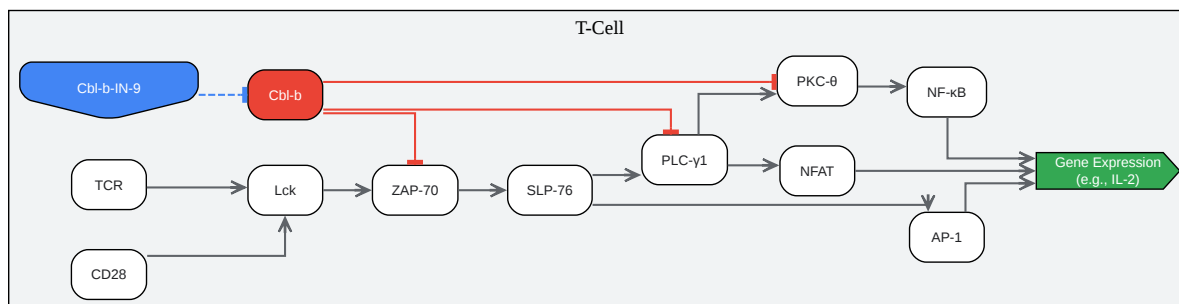 T-Cell
Cbl-b-IN-9
Cbl-b
PKC-θ
NF-κB
TCR
Lck
ZAP-70
SLP-76
PLC-γ1
NFAT
Gene Expression
(e.g., IL-2)
CD28
AP-1